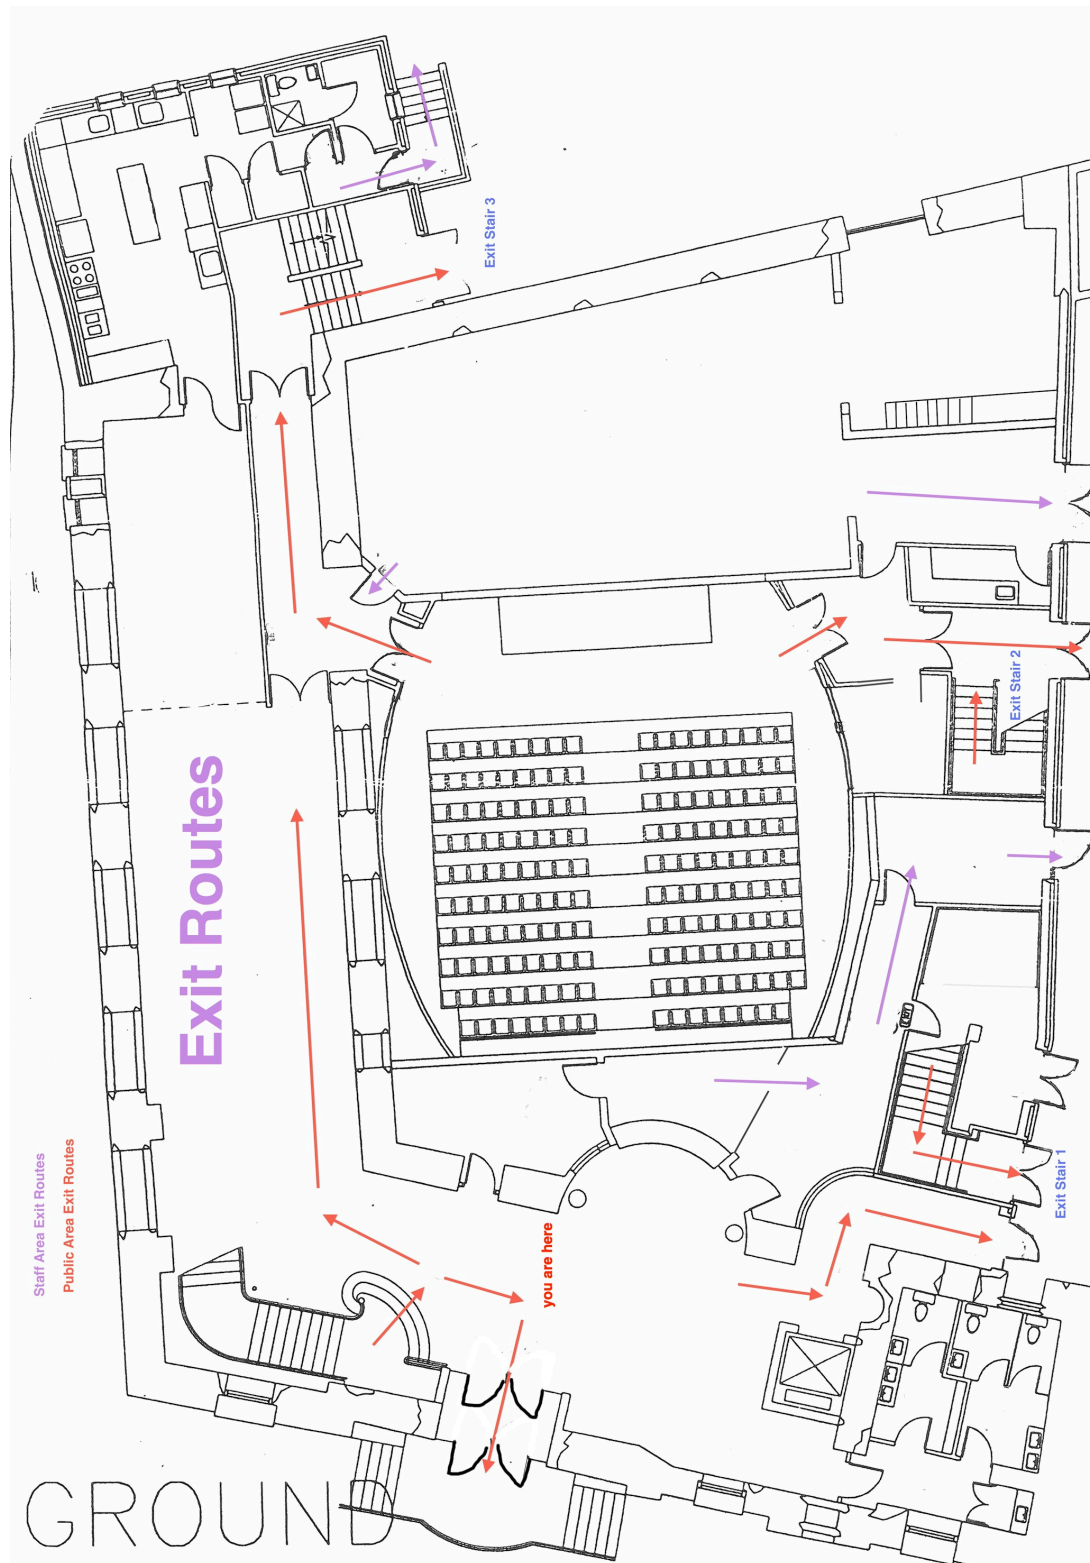 Exit Stair 3
Exit Stair 2
Exit Routes
Staff Area Exit Routes
Public Area Exit Routes
Exit Stair 1
you are here
GROUND